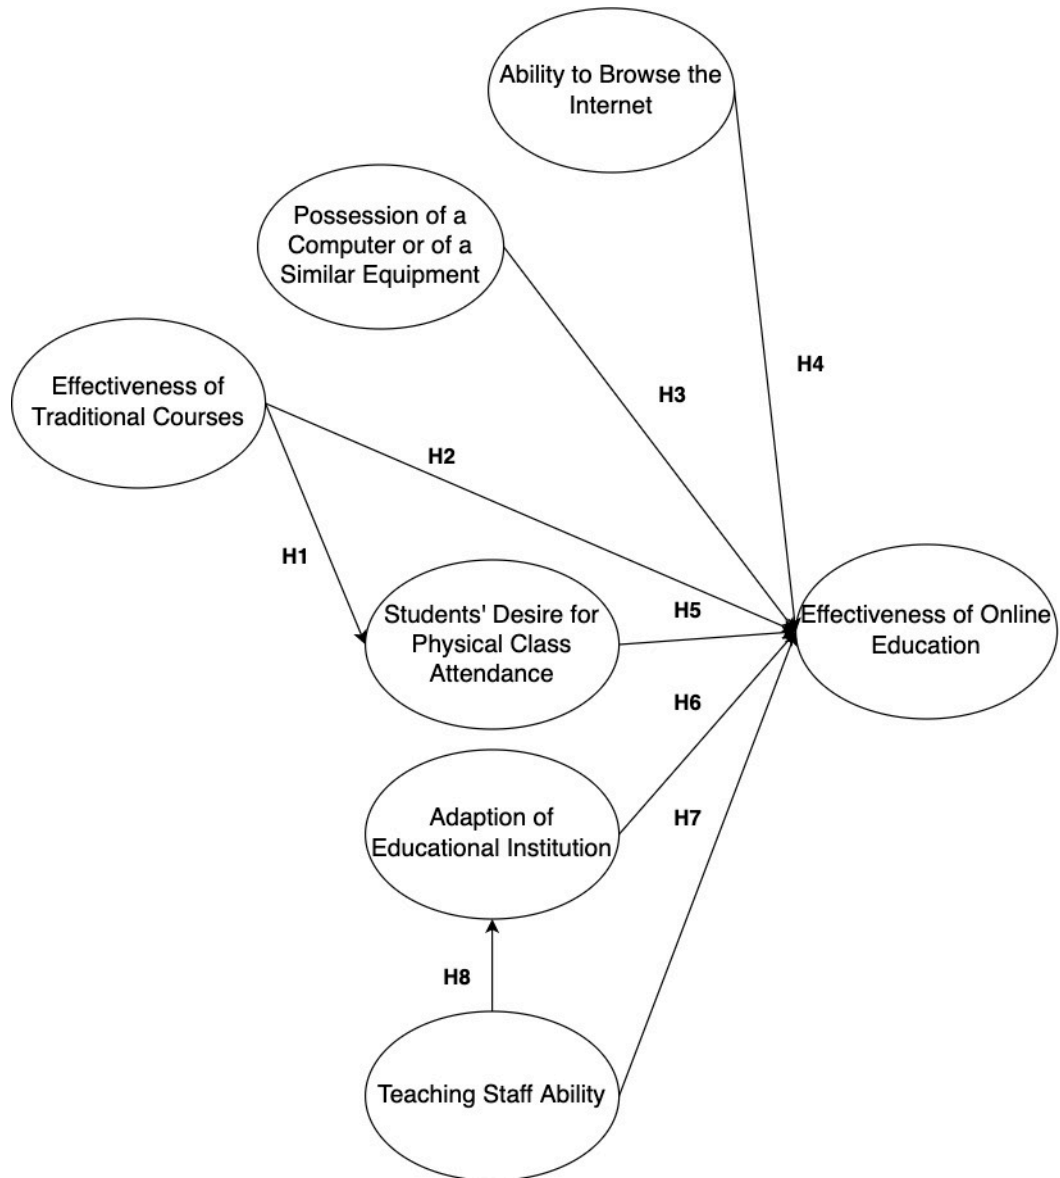 Ability to Browse the
Internet
Possession of a
Computer or of a
Similar Equipment
H4
H3
Effectiveness of
Traditional Courses
H2
H1
Students' Desire for
Physical Class
Attendance
H5
Effectiveness of Online
Education
H6
Adaption of
Educational Institution
H7
H8
Teaching Staff Ability